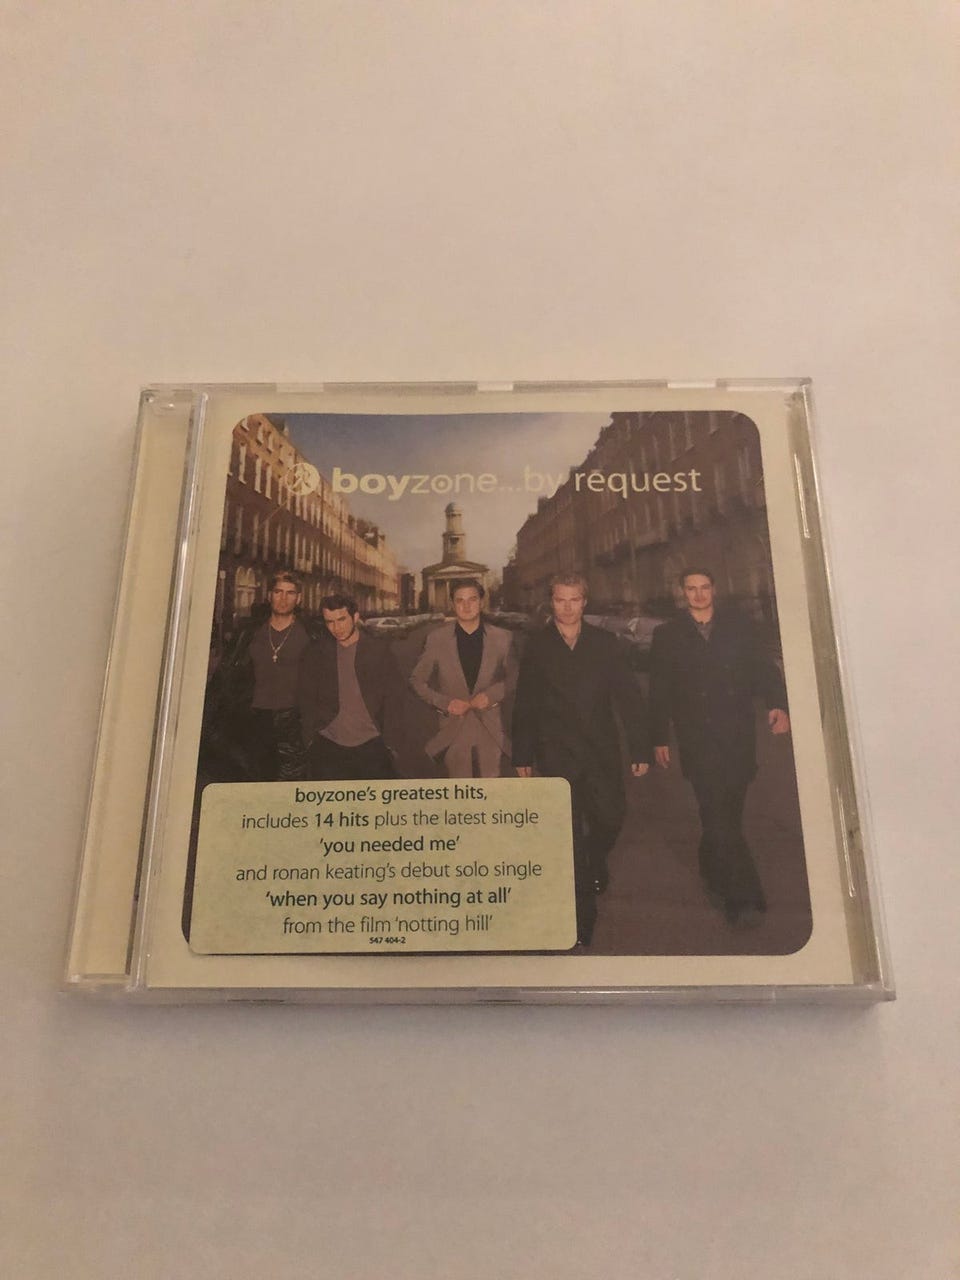 boyzone...by request
boyzone's greatest hits,
includes 14 hits plus the latest single
'you needed me'
and ronan keating's debut solo single
'when you say nothing at all'
from the film 'notting hill'
547 404-2